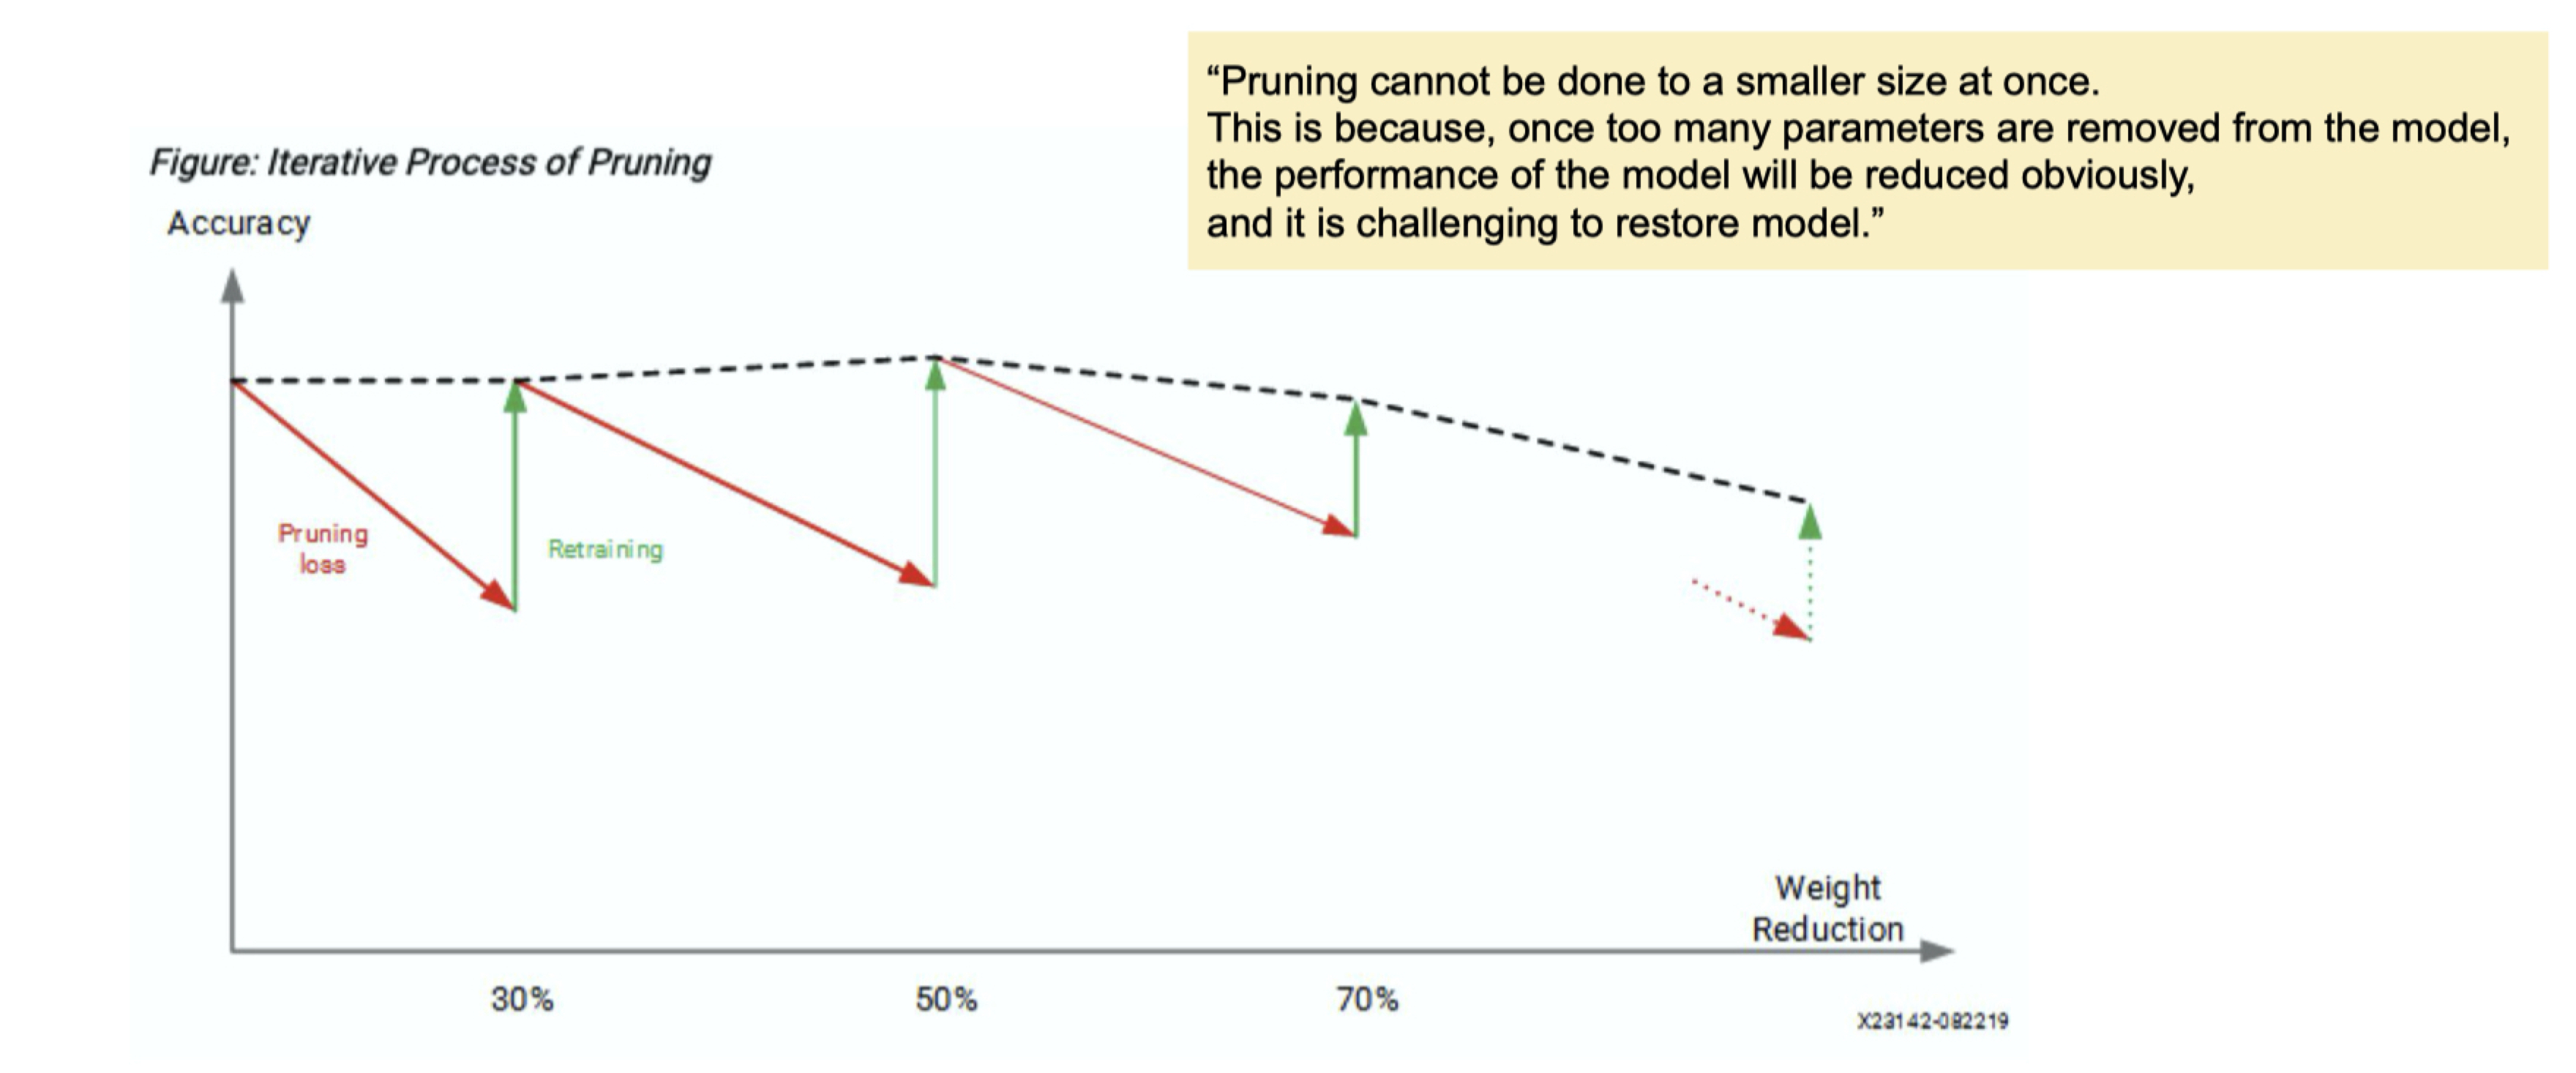 “Pruning cannot be done to a smaller size at once.
This is because, once too many parameters are removed from the model,
the performance of the model will be reduced obviously,
and it is challenging to restore model.”
Figure: Iterative Process of Pruning
Accuracy
Pruning
loss
Retraining
Weight
Reduction
30%
50%
70%
X23142-082219